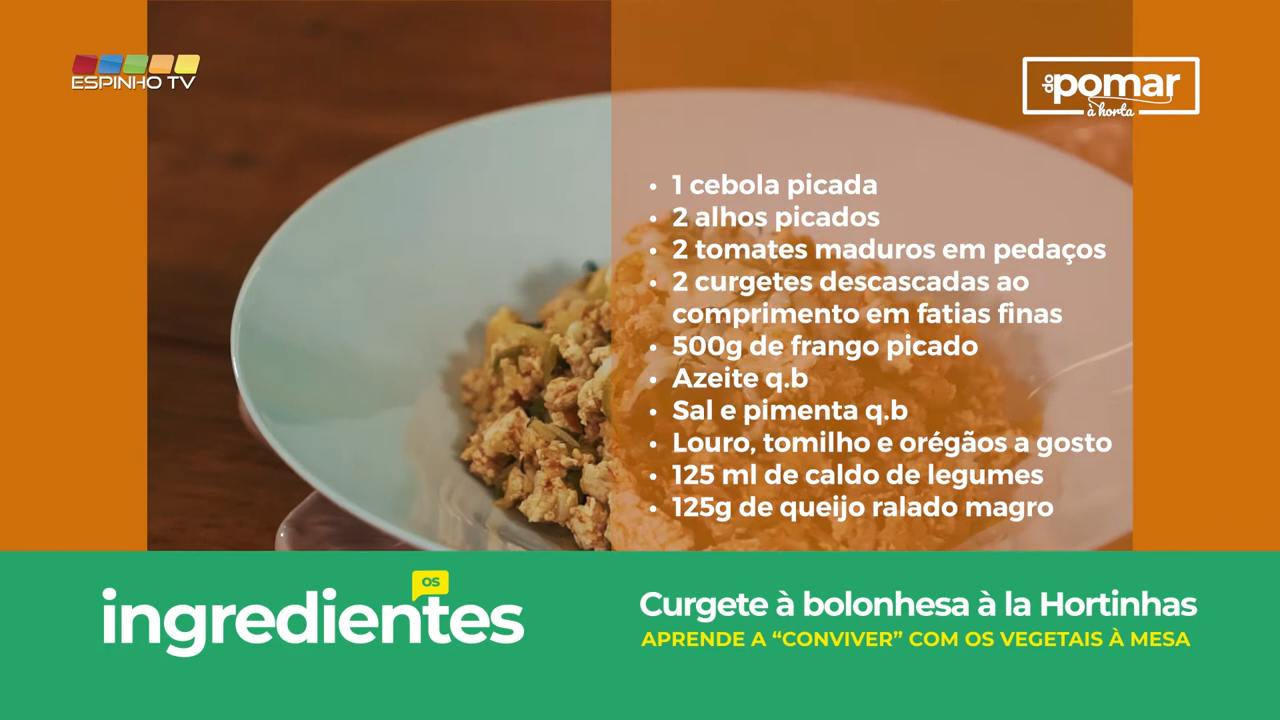 ESPINHO TV
do pomar
à horta
• 1 cebola picada
• 2 alhos picados
• 2 tomates maduros em pedaços
• 2 curgetes descascadas ao
comprimento em fatias finas
• 500g de frango picado
• Azeite q.b
• Sal e pimenta q.b
• Louro, tomilho e orégãos a gosto
• 125 ml de caldo de legumes
• 125g de queijo ralado magro
os
ingredientes
Curgete à bolonhesa à la Hortinhas
APRENDE A “CONVIVER” COM OS VEGETAIS À MESA